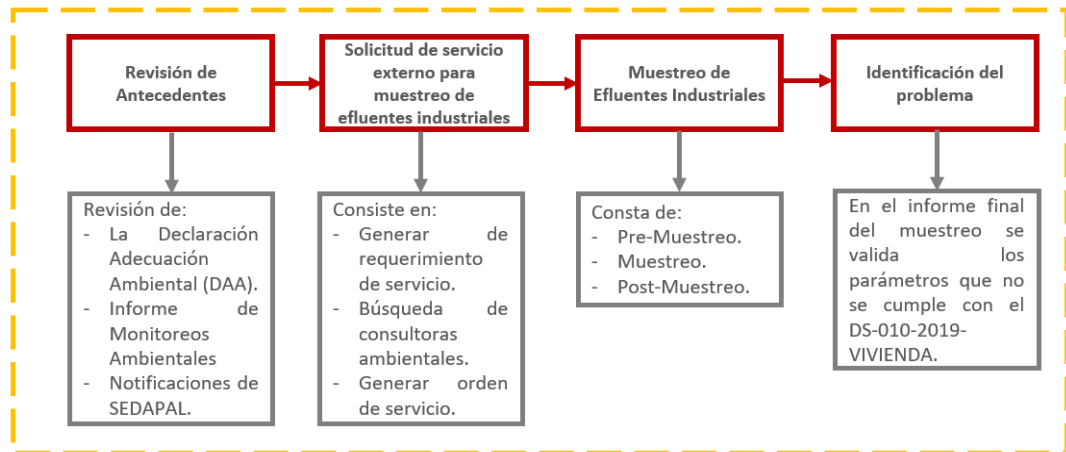 Revisión de
Antecedentes
Solicitud de servicio
externo para
muestreo de
efluentes industriales
Muestreo de
Efluentes Industriales
Identificación del
problema
Revisión de:
- La Declaración
Adecuación
Ambiental (DAA).
- Informe de
Monitoreos
Ambientales
- Notificaciones de
SEDAPAL.
Consiste en:
- Generar de
requerimiento
de servicio.
- Búsqueda de
consultoras
ambientales.
- Generar orden
de servicio.
Consta de:
- Pre-Muestreo.
- Muestreo.
- Post-Muestreo.
En el informe final
del muestreo se
valida los
parámetros que no
se cumple con el
DS-010-2019-
VIVIENDA.